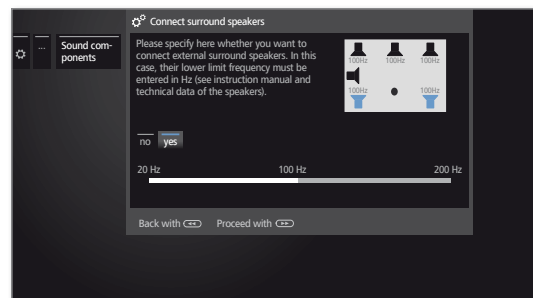 Connect surround speakers
...
Sound com-
ponents
Please specify here whether you want to
connect external surround speakers. In this
case, their lower limit frequency must be
entered in Hz (see instruction manual and
technical data of the speakers).
100Hz 100Hz 100Hz
100Hz 100Hz
no yes
20 Hz 100 Hz 200 Hz
Back with Proceed with